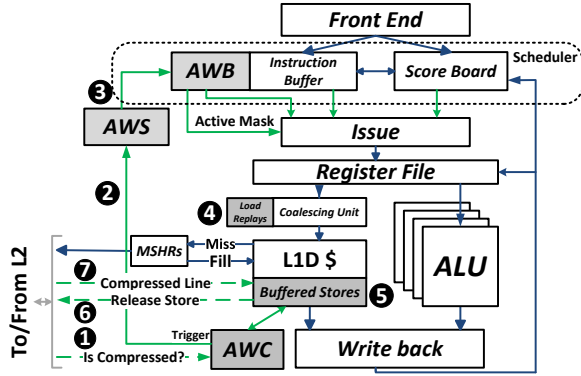 Front End
Scheduler
AWB
Instruction
Buffer
Score Board
3
AWS
Active Mask
Issue
2
Register File
4
Load
Replays
Coalescing Unit
MSHRs
Miss
Fill
L1D $
ALU
7
Compressed Line
Release Store
Buffered Stores
5
6
To/From L2
1
Trigger
Is Compressed?
AWC
Write back